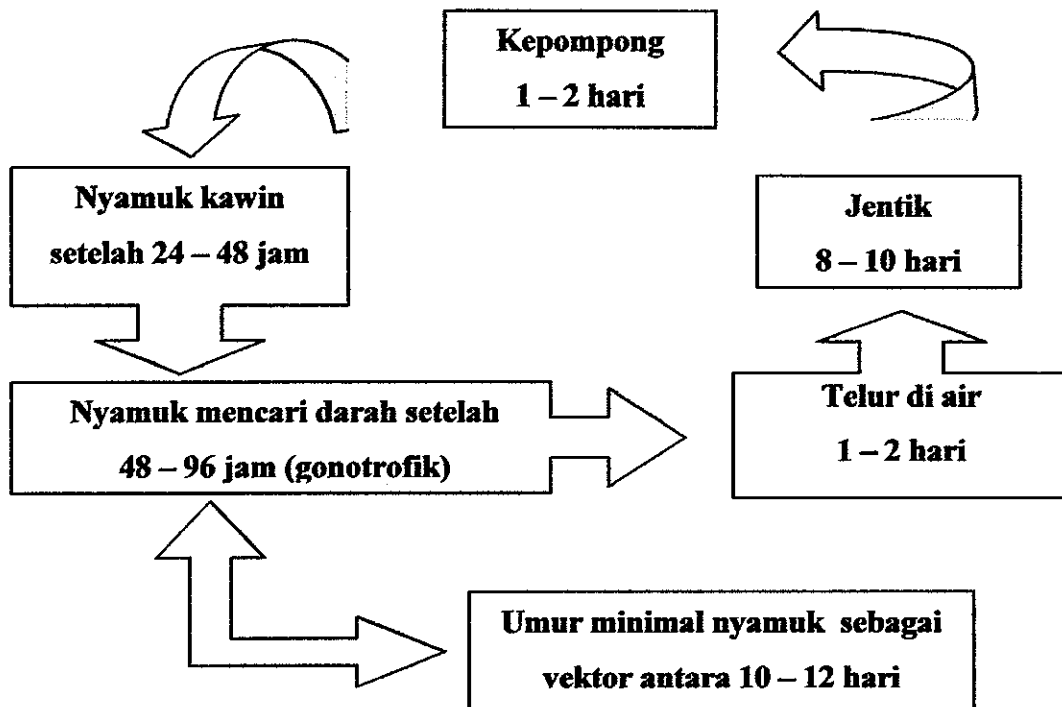 Kepompong
1 – 2 hari
Nyamuk kawin
setelah 24 – 48 jam
Jentik
8 – 10 hari
Nyamuk mencari darah setelah
48 – 96 jam (gonotrofik)
Telur di air
1 – 2 hari
Umur minimal nyamuk sebagai
vektor antara 10 – 12 hari